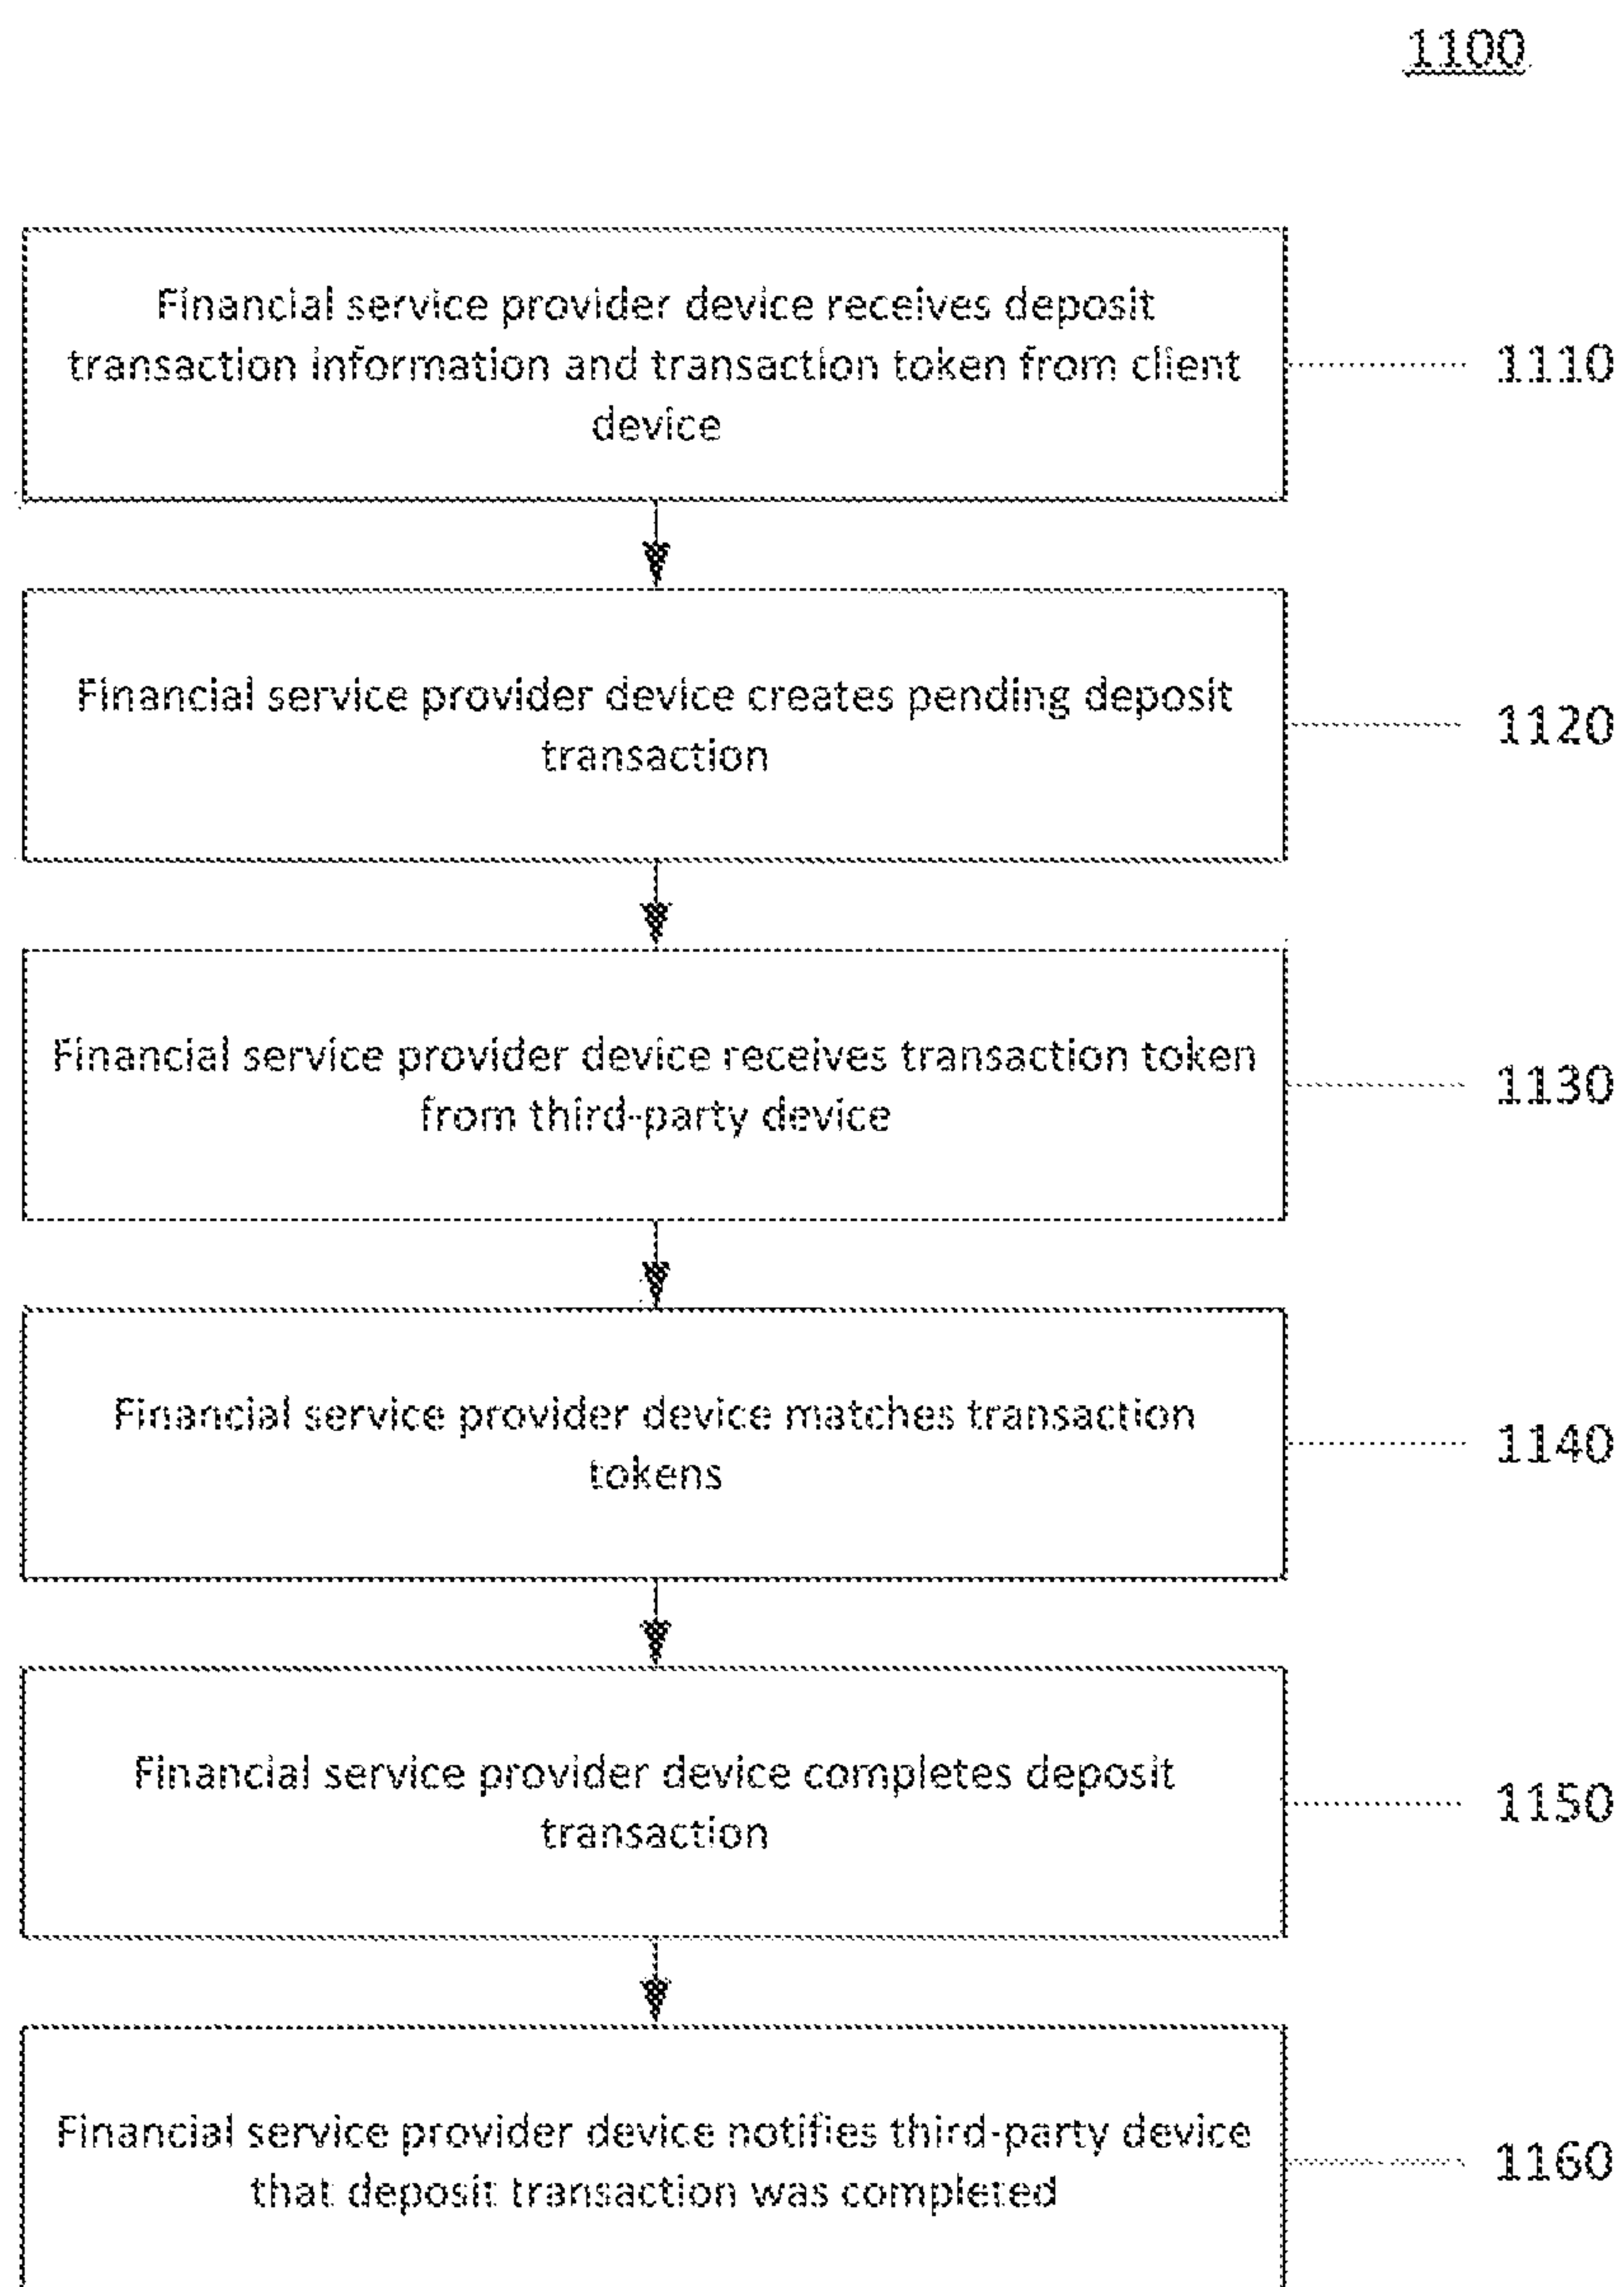 1100
Financial service provider device receives deposit
transaction information and transaction token from client
device
1110
Financial service provider device creates pending deposit
transaction
1120
Financial service provider device receives transaction token
from third-party device
1130
Financial service provider device matches transaction
tokens
1140
Financial service provider device completes deposit
transaction
1150
Financial service provider device notifies third-party device
that deposit transaction was completed
1160